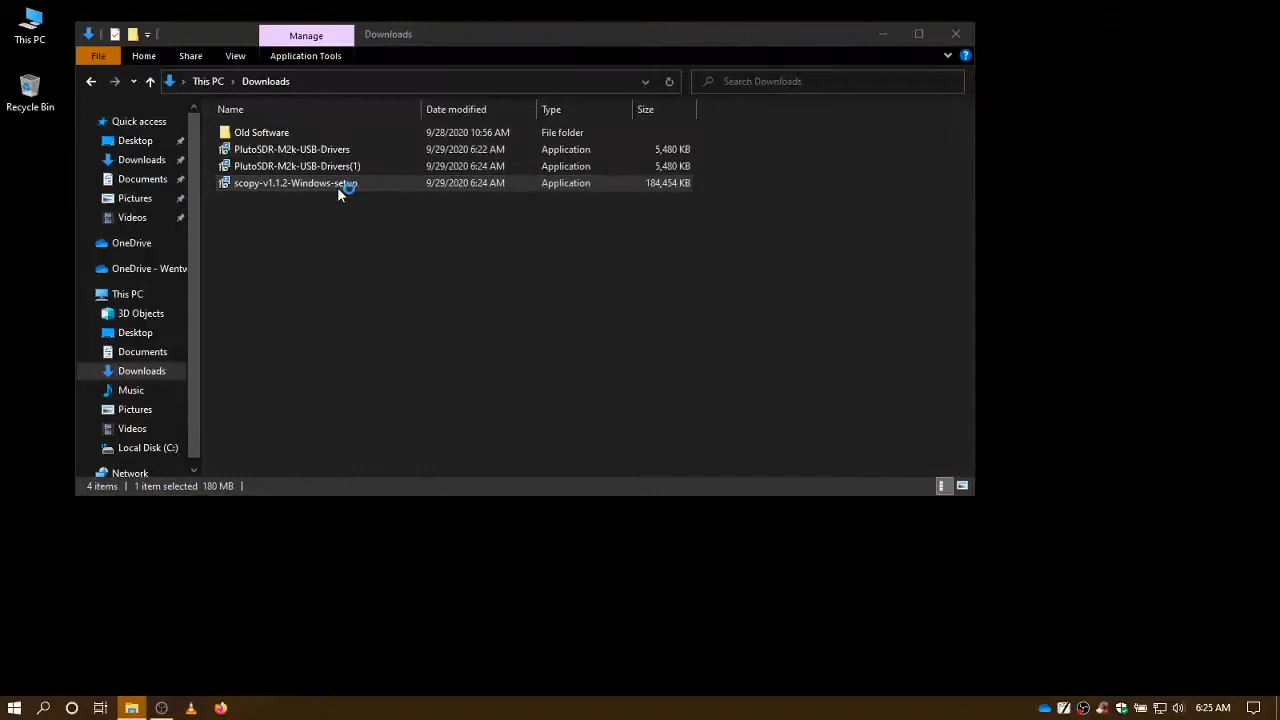 This PC
Recycle Bin
Manage
Downloads
File
Home
Share
View
Application Tools
This PC
Downloads
Search Downloads
Name
Date modified
Type
Size
Quick access
Desktop
Downloads
Documents
Pictures
Videos
OneDrive
OneDrive - Wentw
This PC
3D Objects
Desktop
Documents
Downloads
Music
Pictures
Videos
Local Disk (C:)
Network
Old Software 9/28/2020 10:56 AM File folder
PlutoSDR-M2k-USB-Drivers 9/29/2020 6:22 AM Application 5,480 KB
PlutoSDR-M2k-USB-Drivers(1) 9/29/2020 6:24 AM Application 5,480 KB
scopy-v1.1.2-Windows-setup 9/29/2020 6:24 AM Application 184,454 KB
4 items
1 item selected 180 MB
6:25 AM